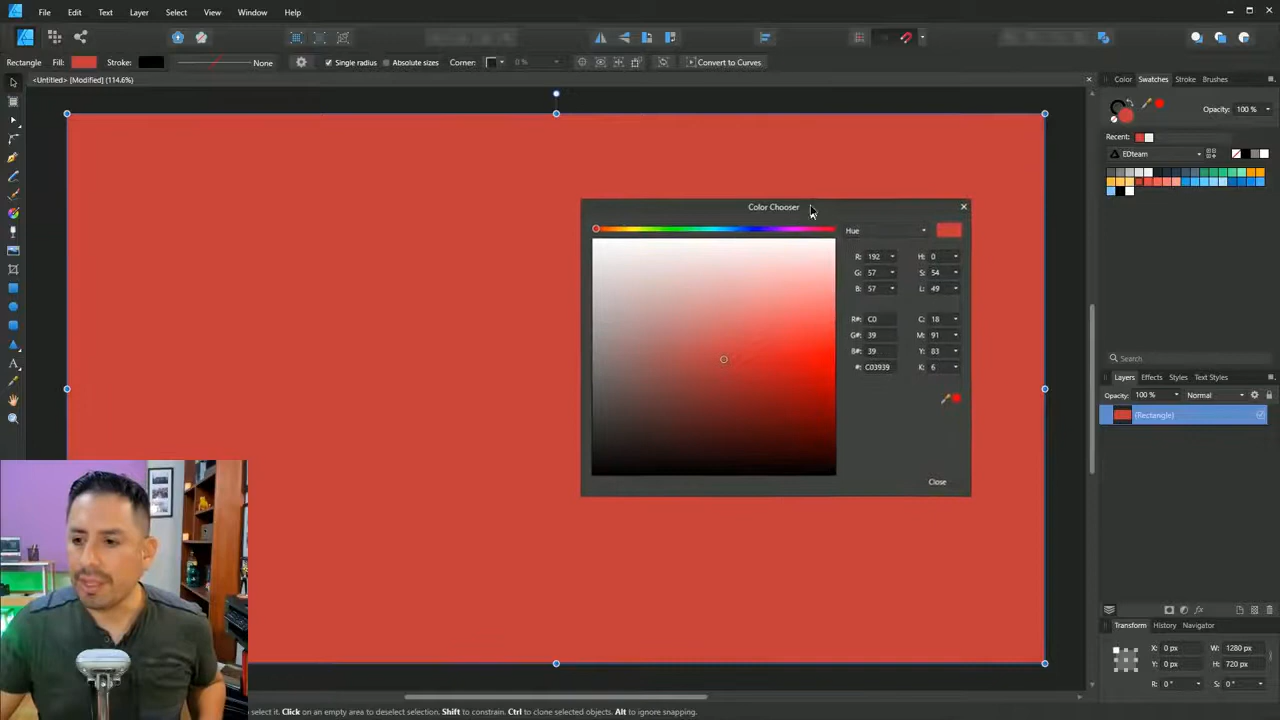 File Edit Text Layer Select View Window Help
Rectangle Fill: Stroke: None Single radius Absolute sizes Corner: 0 % Convert to Curves
<Untitled> [Modified] (114.6%)
Color Swatches Stroke Brushes
Opacity: 100 %
Recent:
EDteam
Color Chooser
Hue
R: 192 H: 0
G: 57 S: 54
B: 57 L: 49
R#: C0 C: 18
G#: 39 M: 91
B#: 39 Y: 83
#: C03939 K: 6
Close
Search
Layers Effects Styles Text Styles
Opacity: 100 % Normal
(Rectangle)
fx
Transform History Navigator
X: 0 px W: 1280 px
Y: 0 px H: 720 px
R: 0 ° S: 0 °
select it. Click on an empty area to deselect selection. Shift to constrain. Ctrl to clone selected objects. Alt to ignore snapping.